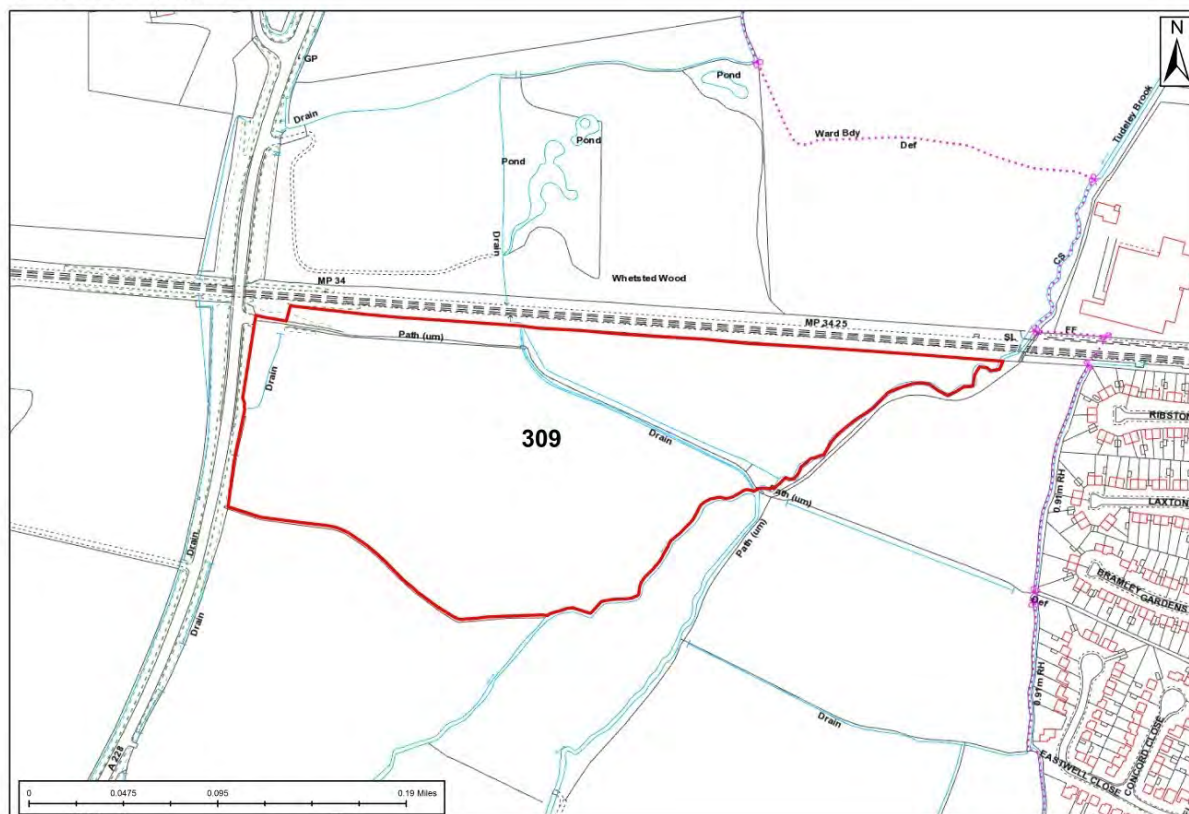 N
GP
Drain
Pond
Pond
Pond
Ward Bdy
Def
Tudeley Brook
Drain
CS
Whetsted Wood
MP 34
MP 34.25
SL
FF
Path (um)
Drain
RIBSTON
309
Drain
0.91m RH
LAXTON
ath (um)
Path (um)
Drain
BRAMLEY
GARDENS
Def
Drain
0.91m RH
Drain
A 228
EASTWELL CLOSE
CONCORD CLOSE
0 0.0475 0.095 0.19 Miles